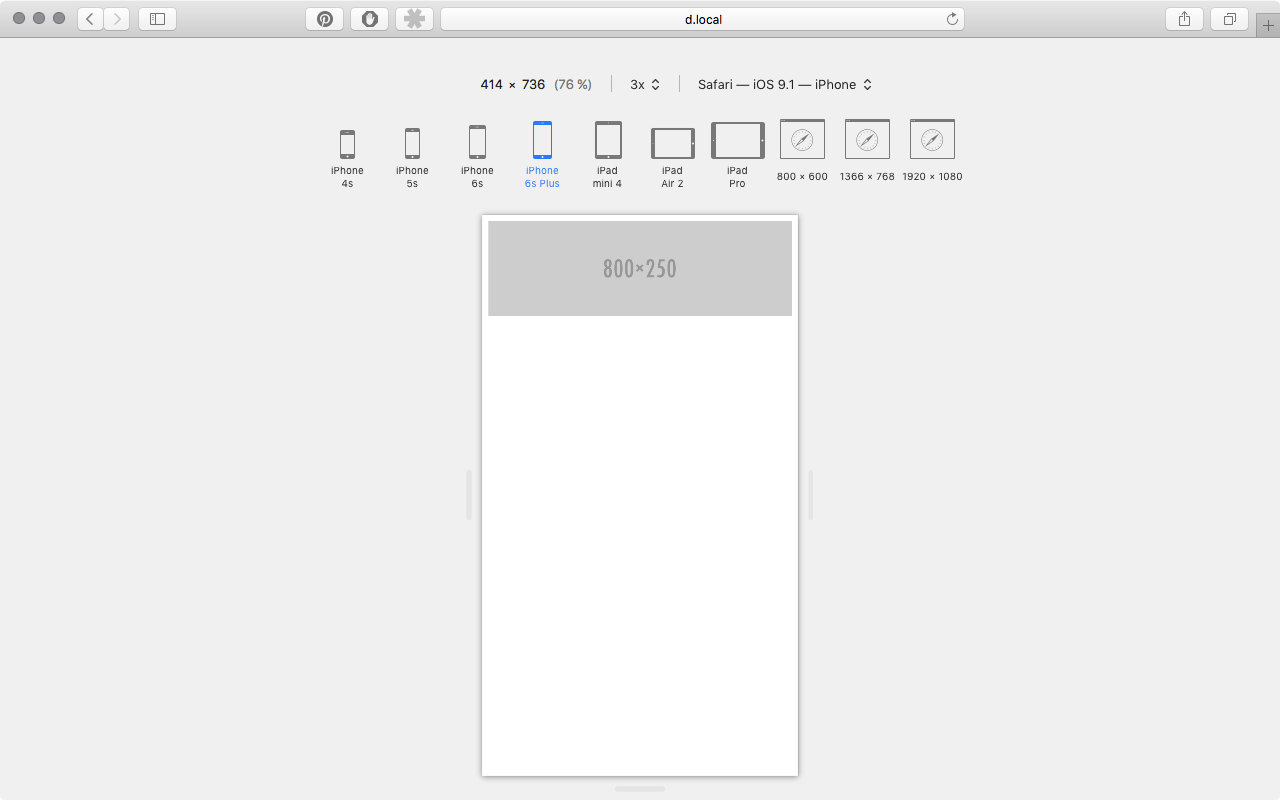 d.local
414 × 736 (76 %) 3x Safari — iOS 9.1 — iPhone
iPhone
4s
iPhone
5s
iPhone
6s
iPhone
6s Plus
iPad
mini 4
iPad
Air 2
iPad
Pro
800 × 600
1366 × 768
1920 × 1080
800×250